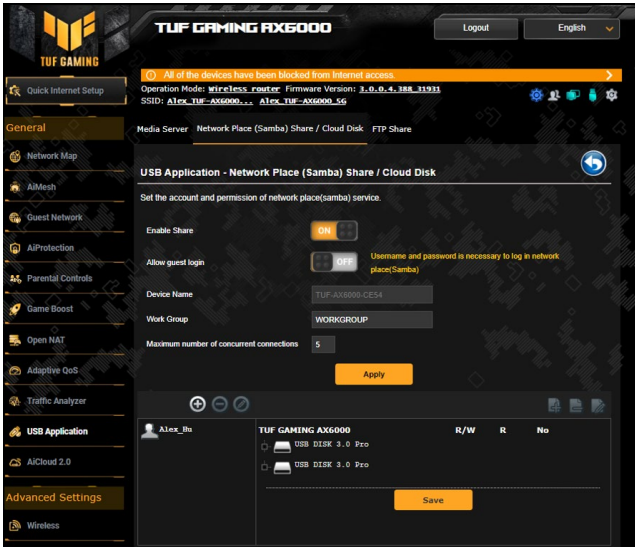 TUF GAMING AX6000
Logout
English
TUF GAMING
All of the devices have been blocked from Internet access.
Quick Internet Setup
Operation Mode: Wireless router Firmware Version: 3.0.0.4.388_31931
SSID: Alex_TUF-AX6000... Alex_TUF-AX6000_5G
General
Media Server Network Place (Samba) Share / Cloud Disk FTP Share
Network Map
AiMesh
Guest Network
AiProtection
Parental Controls
Game Boost
Open NAT
Adaptive QoS
Traffic Analyzer
USB Application
AiCloud 2.0
Advanced Settings
Wireless
USB Application - Network Place (Samba) Share / Cloud Disk
Set the account and permission of network place(samba) service.
Enable Share
ON
Allow guest login
OFF
Username and password is necessary to log in network
place(Samba)
Device Name
TUF-AX6000-CE54
Work Group
WORKGROUP
Maximum number of concurrent connections
5
Apply
Alex_Hu
TUF GAMING AX6000 R/W R No
USB DISK 3.0 Pro
USB DISK 3.0 Pro
Save